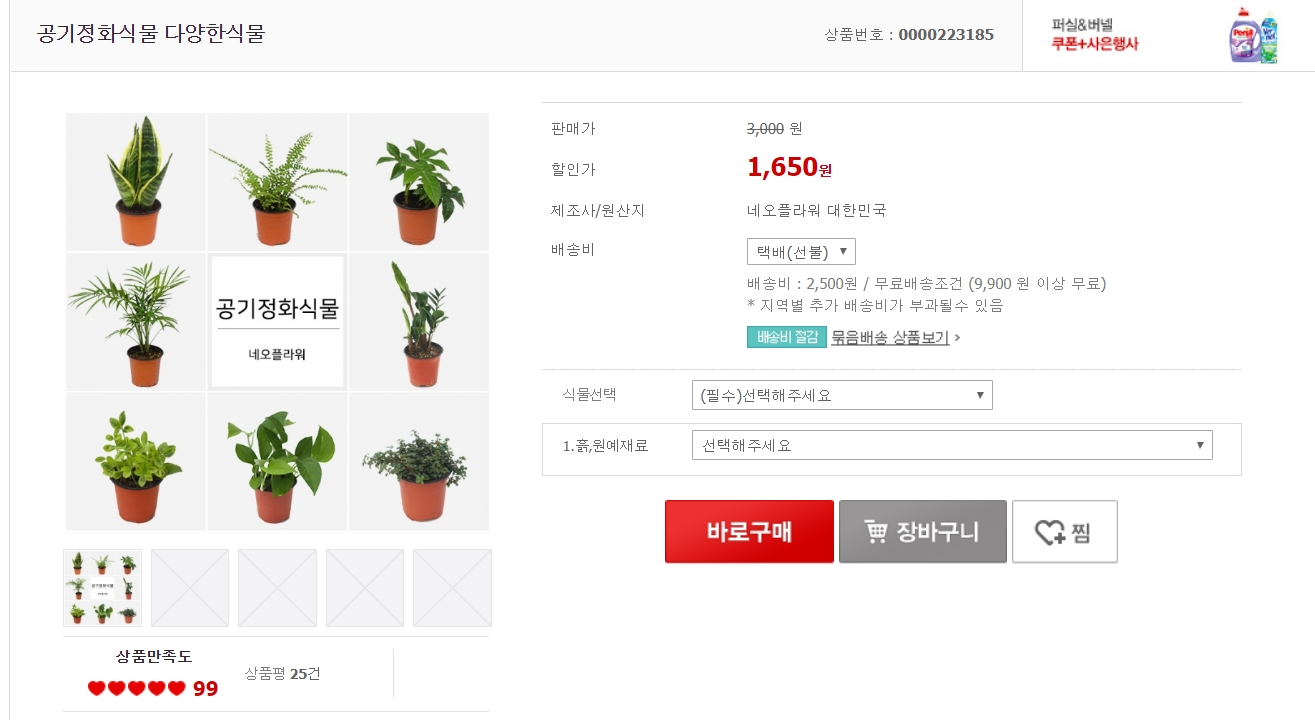 공기정화식물 다양한식물
상품번호 : 0000223185
퍼실&버넬
쿠폰+사은행사
Persil
Vernel
공기정화식물
네오플라워
판매가
3,000 원
할인가
1,650원
제조사/원산지
네오플라워 대한민국
배송비
택배(선불)
배송비 : 2,500원 / 무료배송조건 (9,900 원 이상 무료)
* 지역별 추가 배송비가 부과될수 있음
배송비 절감 묶음배송 상품보기 >
식물선택
(필수)선택해주세요
1.흙,원예재료
선택해주세요
바로구매
장바구니
찜
상품만족도
99
상품평 25건